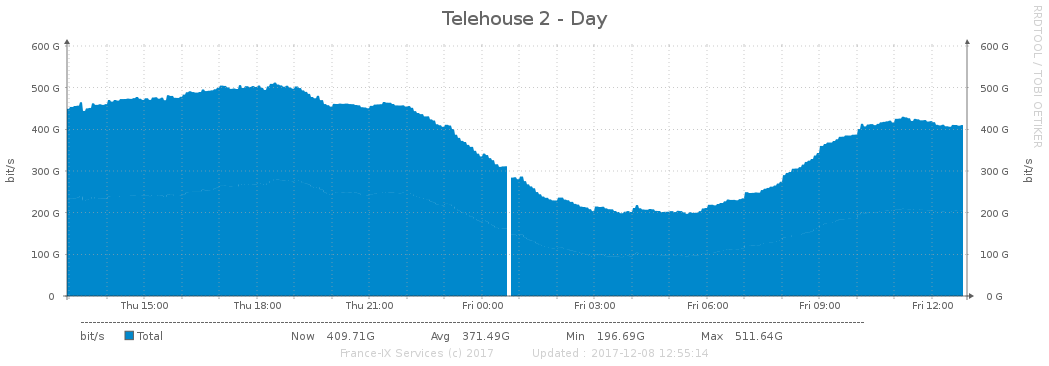 Telehouse 2 - Day
RRDTOOL / TOBI OETIKER
600 G 600 G
500 G 500 G
400 G 400 G
300 G 300 G
200 G 200 G
100 G 100 G
0 0 G
bit/s
bit/s
Thu 15:00 Thu 18:00 Thu 21:00 Fri 00:00 Fri 03:00 Fri 06:00 Fri 09:00 Fri 12:00
bit/s Total Now 409.71G Avg 371.49G Min 196.69G Max 511.64G
France-IX Services (c) 2017 Updated : 2017-12-08 12:55:14